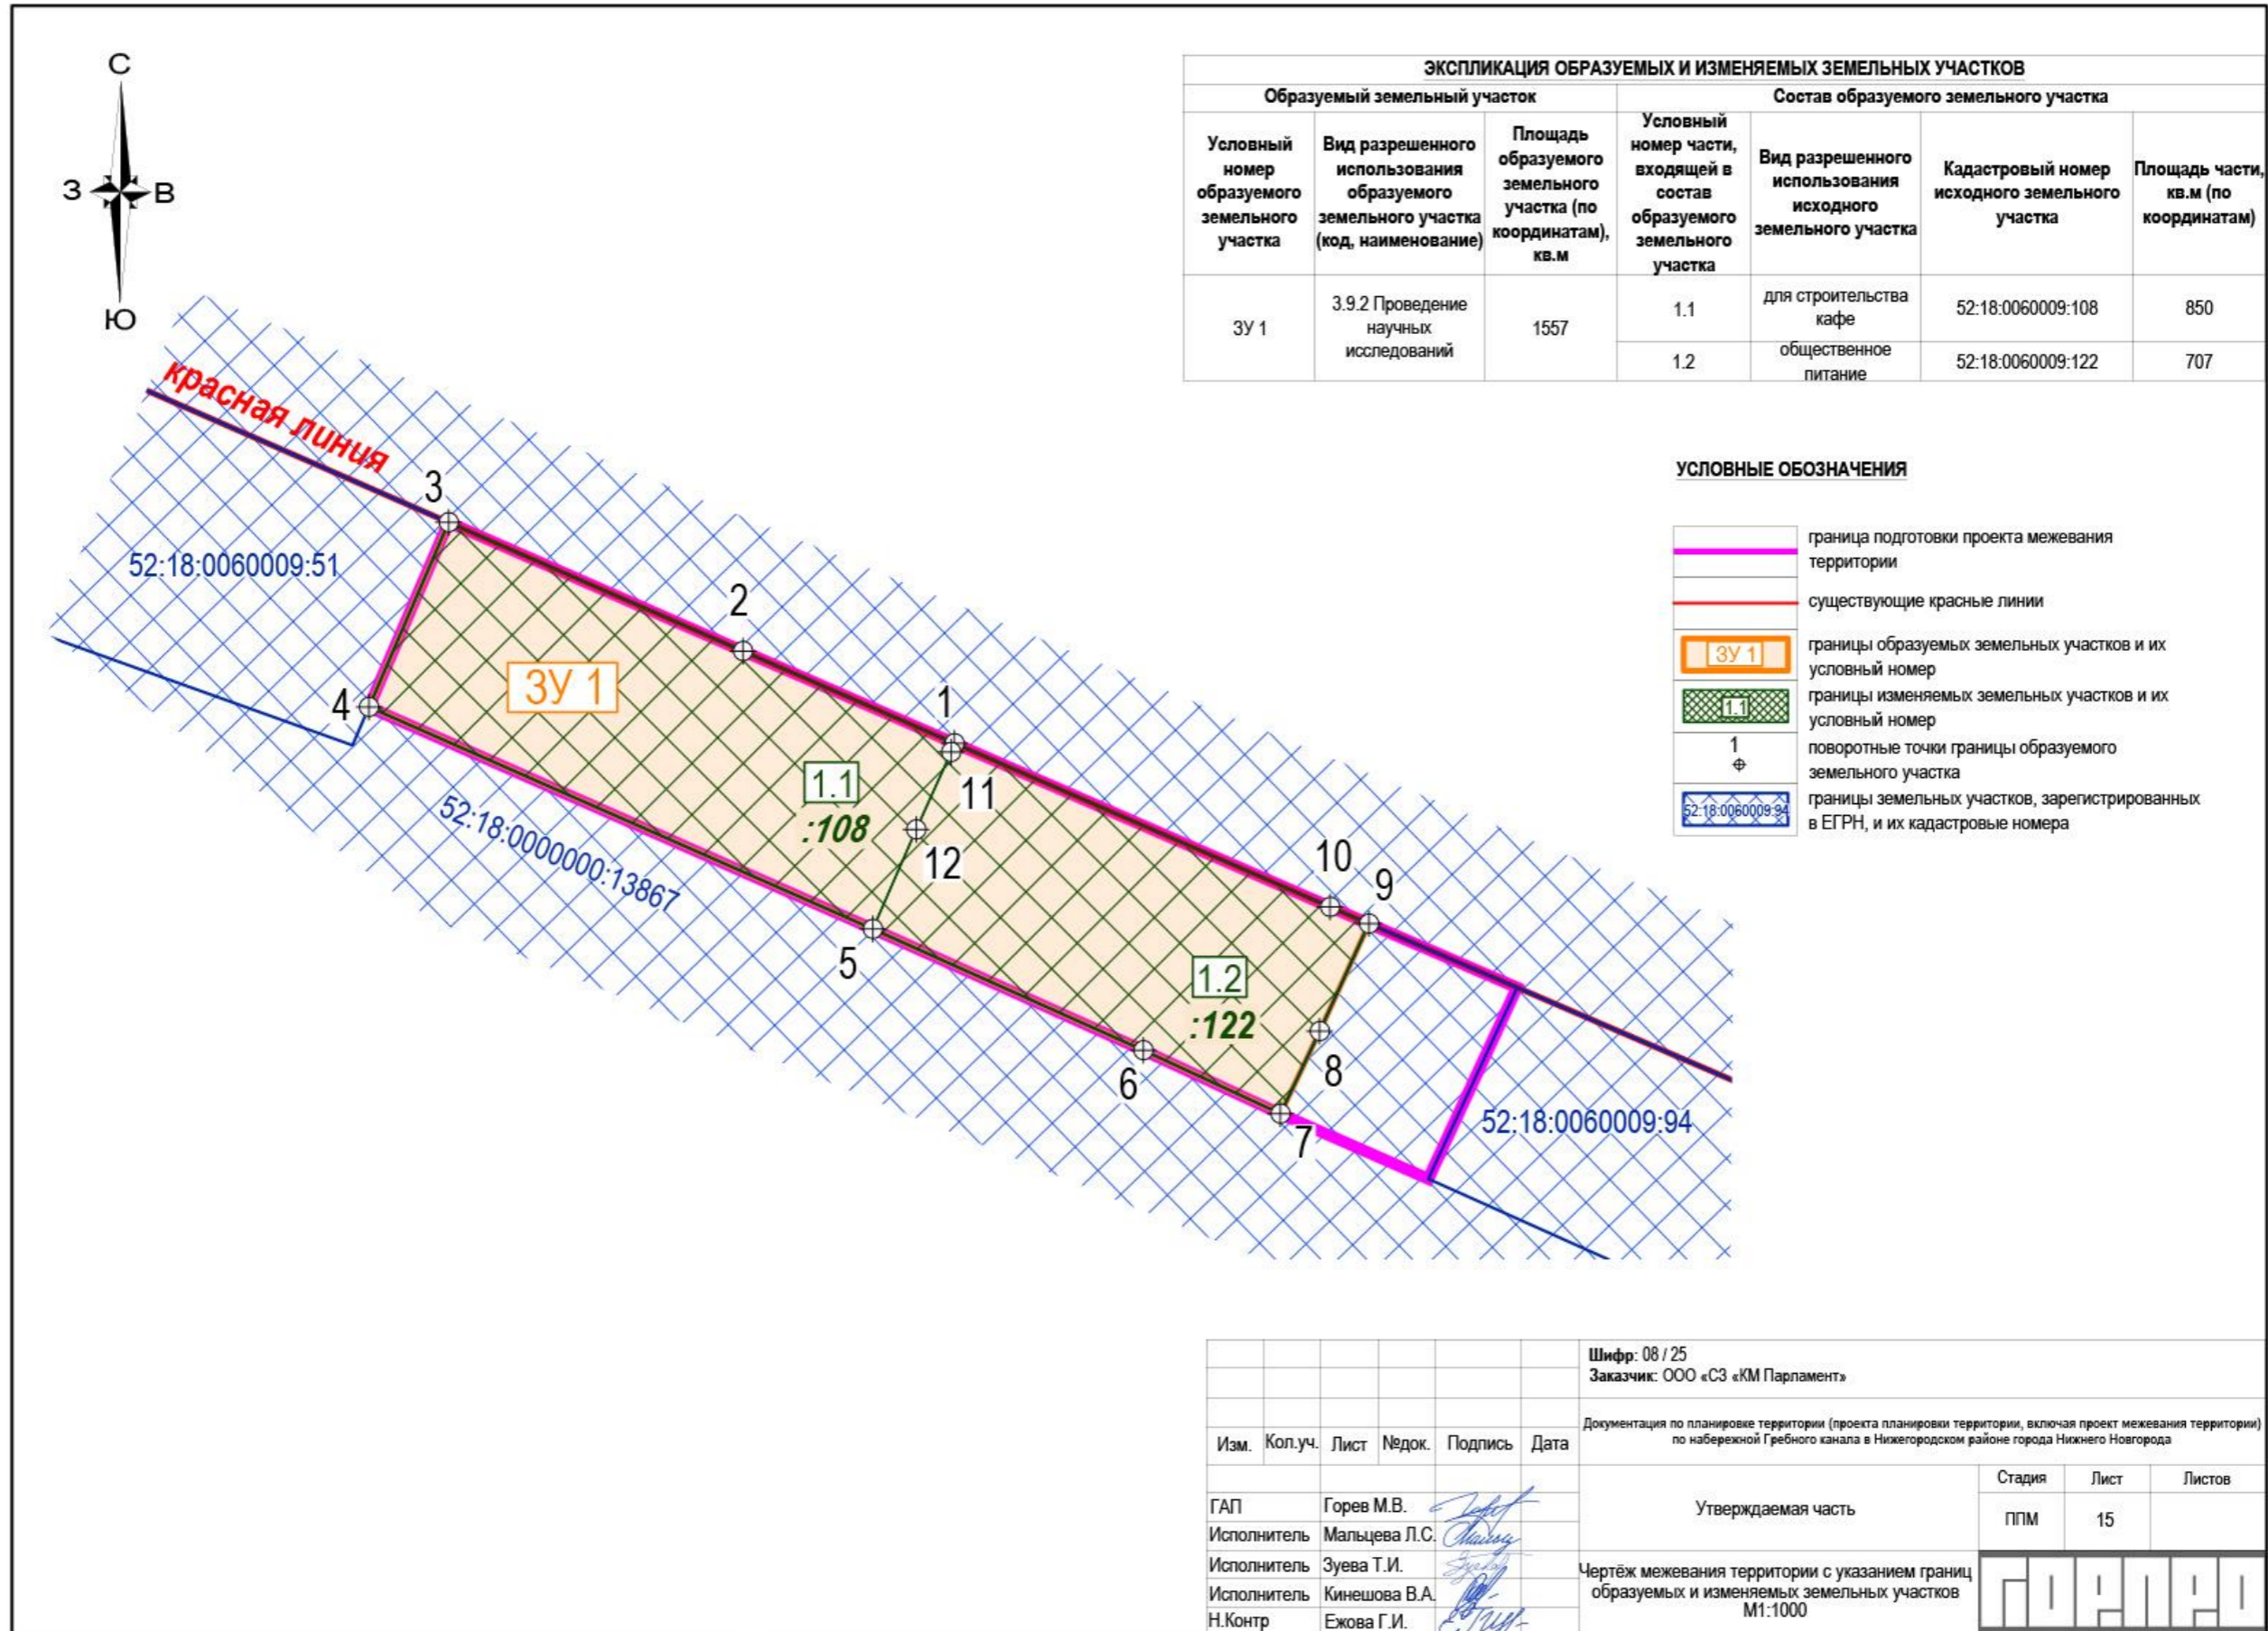 С
З
В
Ю
ЭКСПЛИКАЦИЯ ОБРАЗУЕМЫХ И ИЗМЕНЯЕМЫХ ЗЕМЕЛЬНЫХ УЧАСТКОВ
Образуемый земельный участок
Состав образуемого земельного участка
Условный
номер
образуемого
земельного
участка
Вид разрешенного
использования
образуемого
земельного участка
(код, наименование)
Площадь
образуемого
земельного
участка (по
координатам),
кв.м
Условный
номер части,
входящей в
состав
образуемого
земельного
участка
Вид разрешенного
использования
исходного
земельного участка
Кадастровый номер
исходного земельного
участка
Площадь части,
кв.м (по
координатам)
ЗУ 1
3.9.2 Проведение
научных
исследований
1557
1.1
для строительства
кафе
52:18:0060009:108
850
1.2
общественное
питание
52:18:0060009:122
707
красная линия
52:18:0060009:51
3
2
1
4
ЗУ 1
1.1
:108
11
12
52:18:0000000:13867
10
9
5
1.2
:122
6
8
7
52:18:0060009:94
УСЛОВНЫЕ ОБОЗНАЧЕНИЯ
граница подготовки проекта межевания
территории
существующие красные линии
ЗУ 1
границы образуемых земельных участков и их
условный номер
1.1
границы изменяемых земельных участков и их
условный номер
1
поворотные точки границы образуемого
земельного участка
52:18:0060009:94
границы земельных участков, зарегистрированных
в ЕГРН, и их кадастровые номера
Шифр: 08 / 25
Заказчик: ООО «СЗ «КМ Парламент»
Документация по планировке территории (проекта планировки территории, включая проект межевания территории)
по набережной Гребного канала в Нижегородском районе города Нижнего Новгорода
Изм. Кол.уч. Лист №док. Подпись Дата
Утверждаемая часть
Стадия Лист Листов
ППМ 15
ГАП Горев М.В.
Исполнитель Мальцева Л.С.
Исполнитель Зуева Т.И.
Исполнитель Кинешова В.А.
Н.Контр Ежова Г.И.
Чертёж межевания территории с указанием границ
образуемых и изменяемых земельных участков
М1:1000